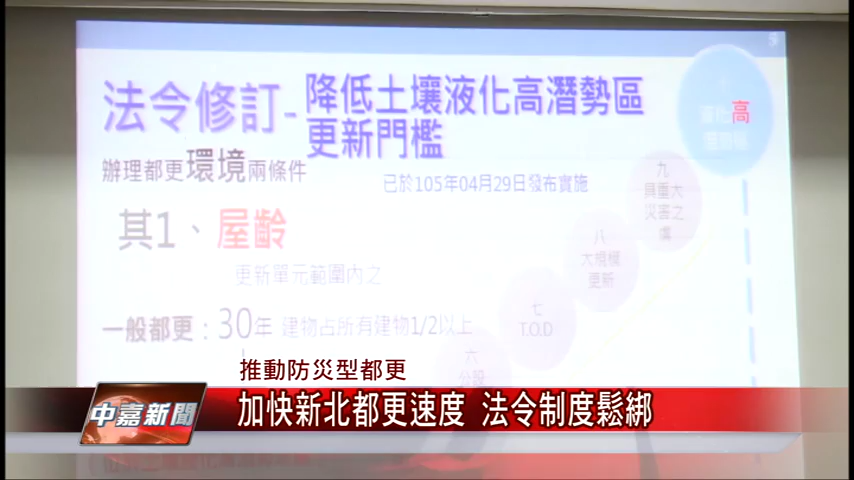 法令修訂-降低土壤液化高潛勢區
更新門檻
辦理都更環境兩條件
已於105年04月29日發布實施
其1、屋齡
更新單元範圍內之
一般都更：30年 建物占所有建物1/2以上
高
九
具重大
災害之
虞
八
大規模
更新
七
T.O.D
六
推動防災型都更
加快新北都更速度 法令制度鬆綁
中嘉新聞